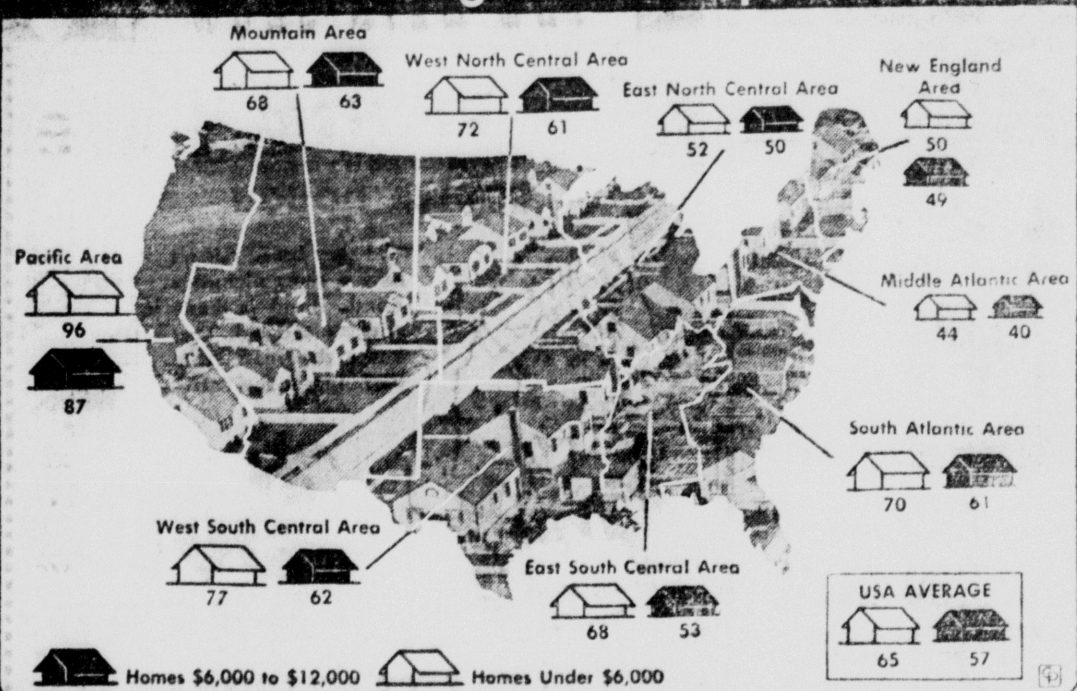 Mountain Area
68 63
West North Central Area
72 61
East North Central Area
52 50
New England
Area
50
49
Pacific Area
96
87
Middle Atlantic Area
44 40
South Atlantic Area
70 61
West South Central Area
77 62
East South Central Area
68 53
USA AVERAGE
65 57
Homes $6,000 to $12,000 Homes Under $6,000